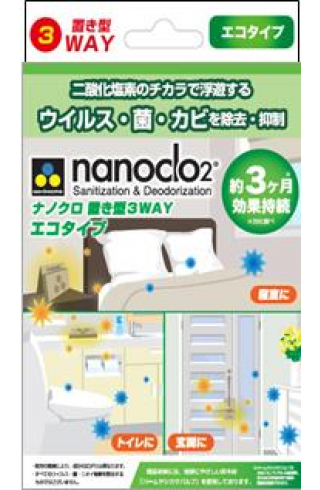 3 置き型
WAY
エコタイプ
二酸化塩素のチカラで浮遊する
ウイルス・菌・カビを除去・抑制
nanoclo2®
Sanitization & Deodorization
ナノクロ 置き型3WAY
エコタイプ
約3ヶ月
効果持続
寝室に
トイレに
玄関に